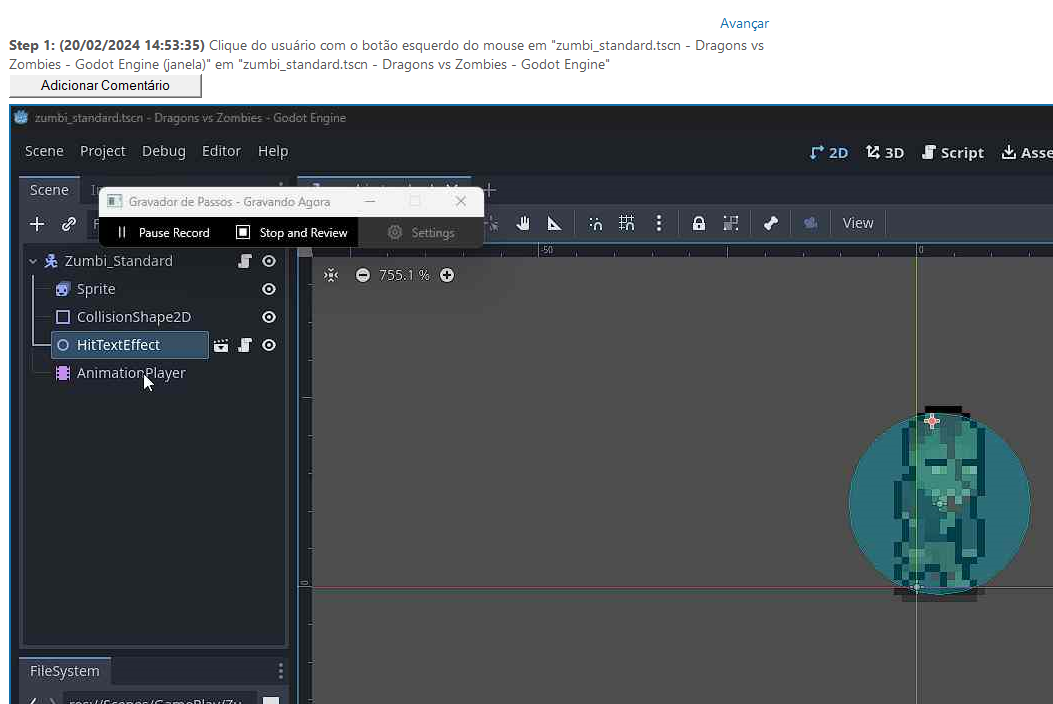 Avançar
Step 1: (20/02/2024 14:53:35) Clique do usuário com o botão esquerdo do mouse em "zumbi_standard.tscn - Dragons vs
Zombies - Godot Engine (janela)" em "zumbi_standard.tscn - Dragons vs Zombies - Godot Engine"
Adicionar Comentário
zumbi_standard.tscn - Dragons vs Zombies - Godot Engine
Scene Project Debug Editor Help
2D 3D Script Asse
Scene
Gravador de Passos - Gravando Agora
Pause Record Stop and Review Settings
View
-50 0
Zumbi_Standard
755.1 %
Sprite
CollisionShape2D
HitTextEffect
AnimationPlayer
0
FileSystem
res://Scenes/GamePlay/Zu